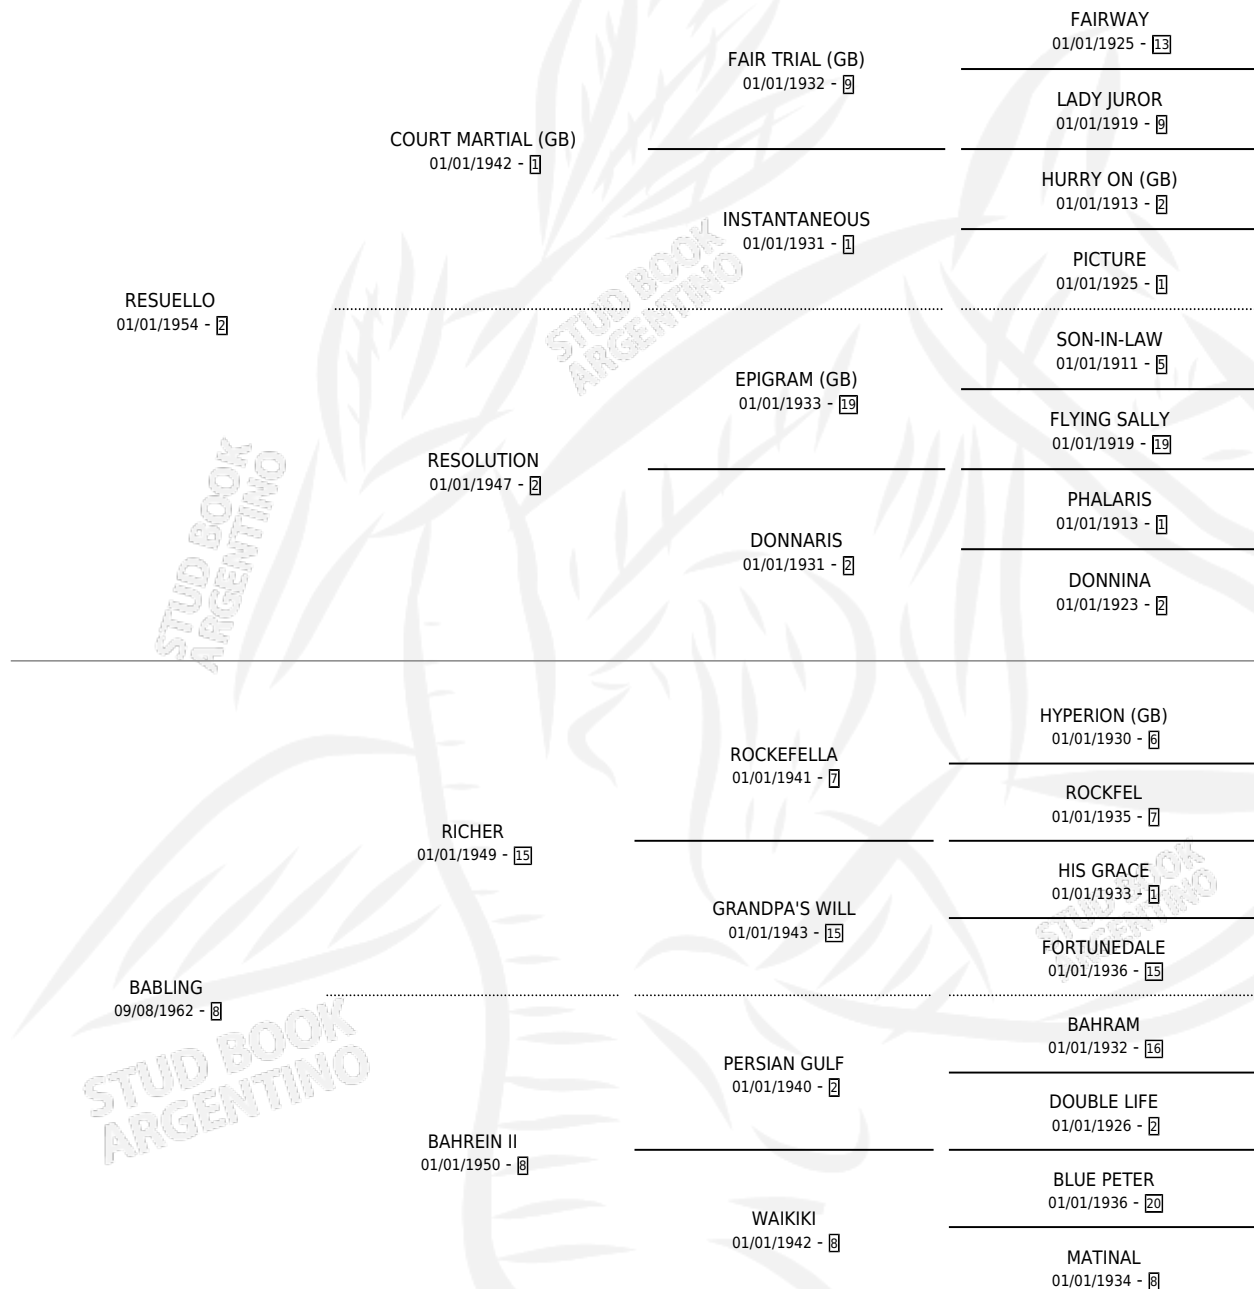 FAIRWAY
01/01/1925 - 13
FAIR TRIAL (GB)
01/01/1932 - 9
LADY JUROR
01/01/1919 - 9
COURT MARTIAL (GB)
01/01/1942 - 1
HURRY ON (GB)
01/01/1913 - 2
INSTANTANEOUS
01/01/1931 - 1
PICTURE
01/01/1925 - 1
RESUELLO
01/01/1954 - 2
SON-IN-LAW
01/01/1911 - 5
EPIGRAM (GB)
01/01/1933 - 19
FLYING SALLY
01/01/1919 - 19
RESOLUTION
01/01/1947 - 2
PHALARIS
01/01/1913 - 1
DONNARIS
01/01/1931 - 2
DONNINA
01/01/1923 - 2
HYPERION (GB)
01/01/1930 - 6
ROCKEFELLA
01/01/1941 - 7
ROCKFEL
01/01/1935 - 7
RICHER
01/01/1949 - 15
HIS GRACE
01/01/1933 - 1
GRANDPA'S WILL
01/01/1943 - 15
FORTUNEDALE
01/01/1936 - 15
BABLING
09/08/1962 - 8
BAHRAM
01/01/1932 - 16
PERSIAN GULF
01/01/1940 - 2
DOUBLE LIFE
01/01/1926 - 2
BAHREIN II
01/01/1950 - 8
BLUE PETER
01/01/1936 - 20
WAIKIKI
01/01/1942 - 8
MATINAL
01/01/1934 - 8
STUD BOOK
ARGENTINO
STUD BOOK
ARGENTINO
STUD BOOK
ARGENTINO
STUD BOOK
ARGENTINO